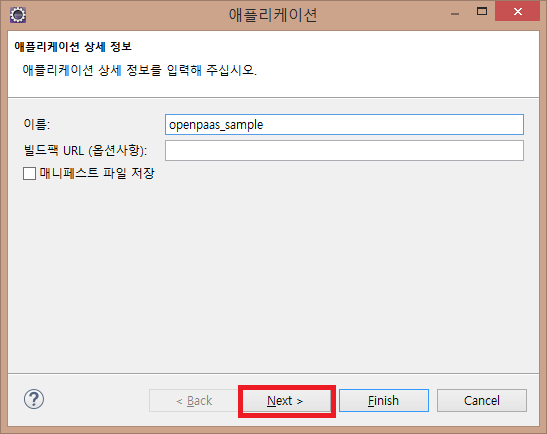 애플리케이션
애플리케이션 상세 정보
애플리케이션 상세 정보를 입력해 주십시오.
이름: openpaas_sample
빌드팩 URL (옵션사항):
매니페스트 파일 저장
? < Back Next > Finish Cancel